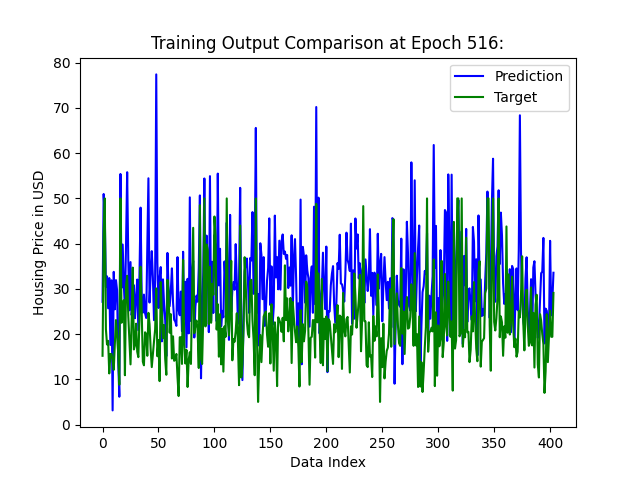 Training Output Comparison at Epoch 516:
Prediction
Target
Housing Price in USD
80
70
60
50
40
30
20
10
0
0 50 100 150 200 250 300 350 400
Data Index